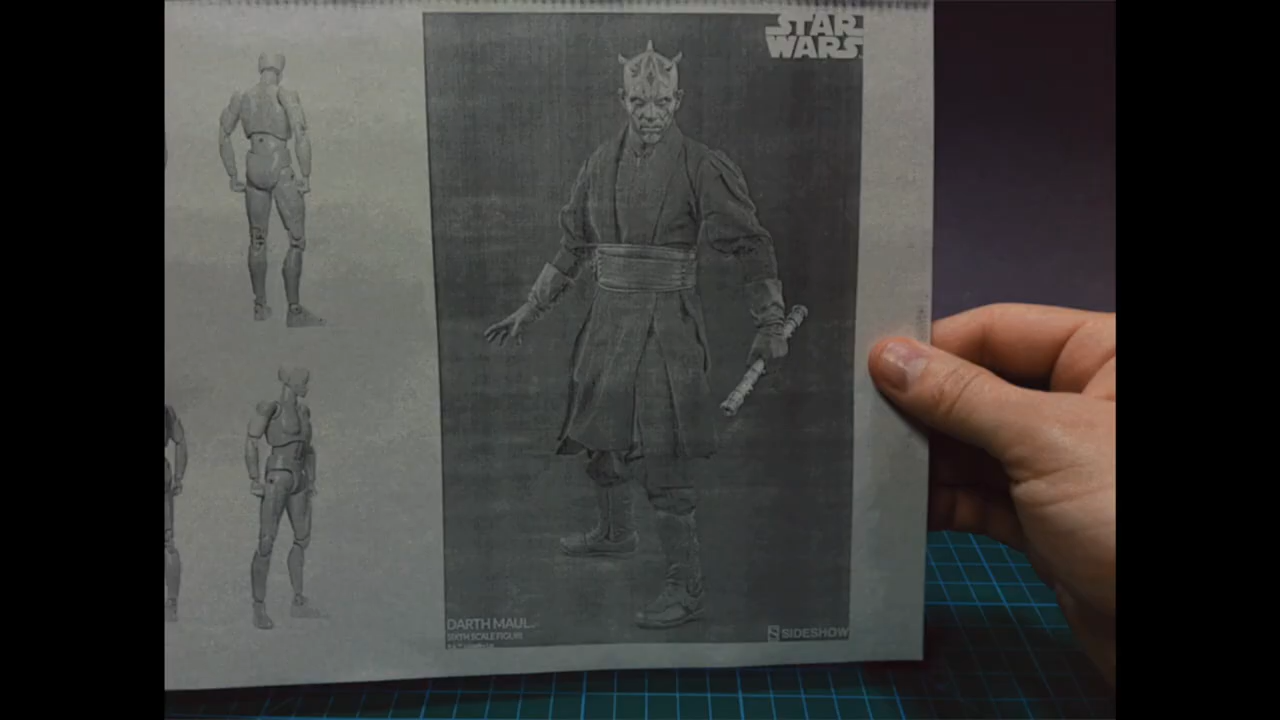 STAR
WARS
DARTH MAUL
SIXTH SCALE FIGURE
SIDESHOW